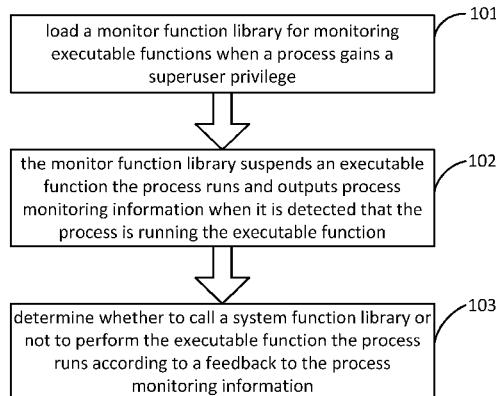 101
load a monitor function library for monitoring
executable functions when a process gains a
superuser privilege
102
the monitor function library suspends an executable
function the process runs and outputs process
monitoring information when it is detected that the
process is running the executable function
103
determine whether to call a system function library or
not to perform the executable function the process
runs according to a feedback to the process
monitoring information